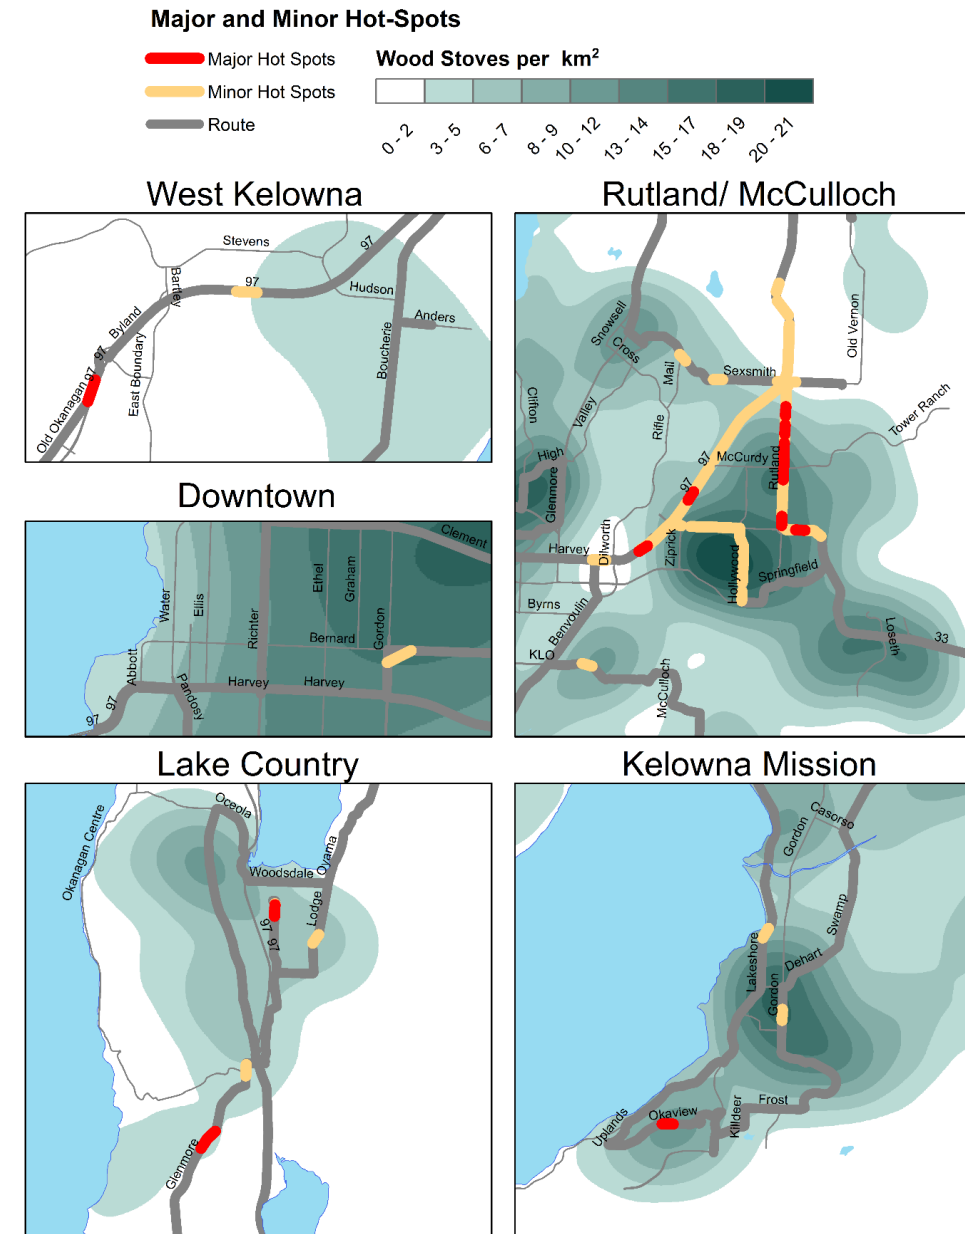 Major and Minor Hot-Spots
Major Hot Spots
Minor Hot Spots
Route
Wood Stoves per km²
0 - 2
3 - 5
6 - 7
8 - 9
10 - 12
13 - 14
15 - 17
18 - 19
20 - 21
West Kelowna
Stevens
97
97
Hudson
Bartley
Anders
Byland
Boucherie
97
97
East Boundary
Old Okanagan
Rutland/ McCulloch
Snowsell
Cross
Old Vernon
Mail
Sexsmith
Clifton
Valley
Rifle
Tower Ranch
High
97
McCurdy
Rutland
Glenmore
97
Harvey
Dilworth
Ziprick
Hollywood
Springfield
Byrns
Benvoulin
Loseth
33
KLO
McCulloch
Downtown
Clement
Water
Ellis
Ethel
Graham
Richter
Gordon
Bernard
Abbott
Pandosy
Harvey
Harvey
97
97
Lake Country
Oceola
Okanagan Centre
Oyama
Woodsdale
Lodge
97
97
Glenmore
Kelowna Mission
Casorso
Gordon
Swamp
Lakeshore
Dehart
Gordon
Frost
Okaview
Uplands
Killdeer